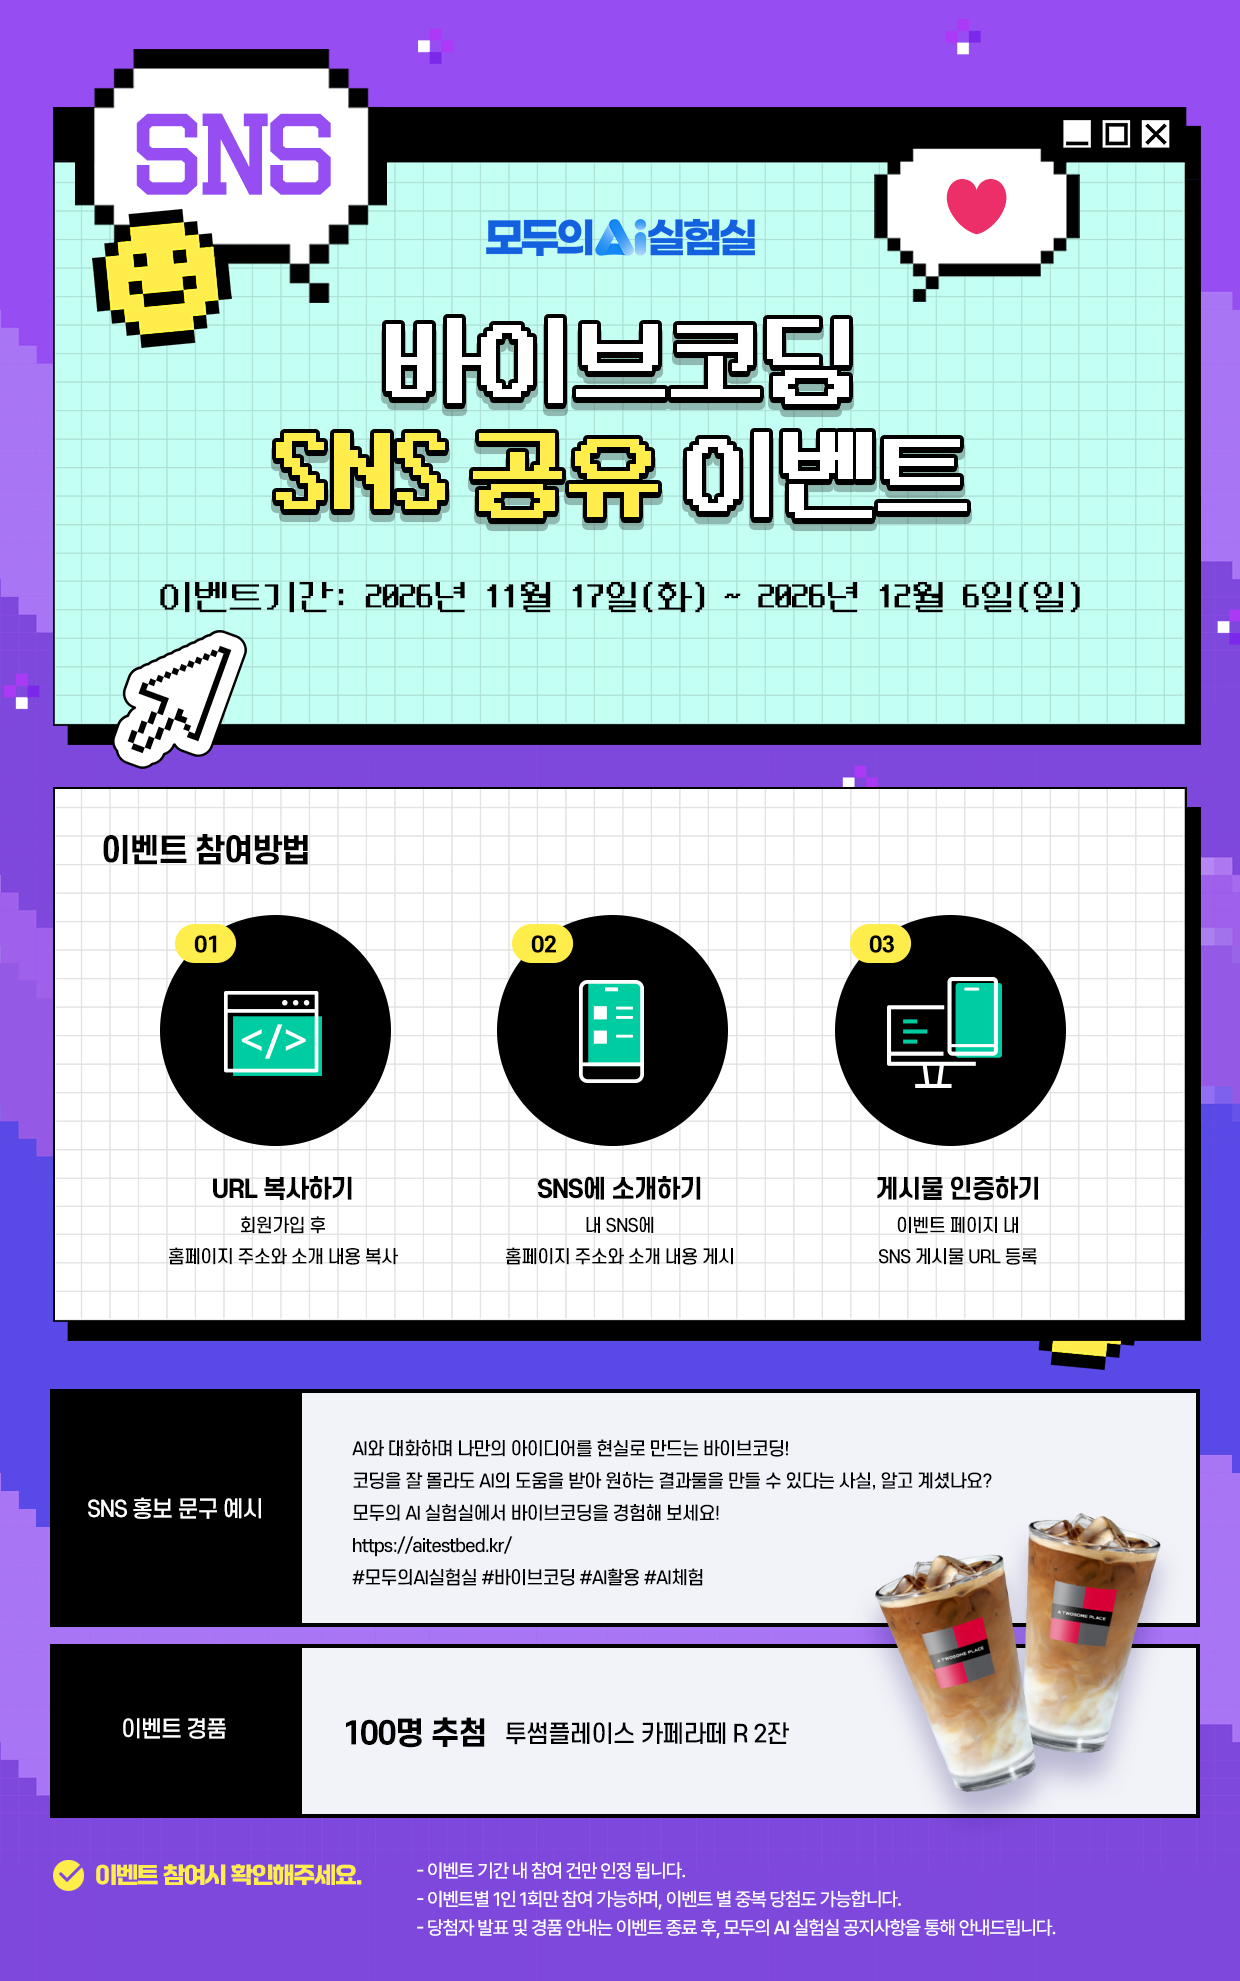 SNS
모두의Ai실험실
바이브코딩
SNS 공유 이벤트
이벤트기간: 2026년 11월 17일(화) ~ 2026년 12월 6일(일)
이벤트 참여방법
01
URL 복사하기
회원가입 후
홈페이지 주소와 소개 내용 복사
02
SNS에 소개하기
내 SNS에
홈페이지 주소와 소개 내용 게시
03
게시물 인증하기
이벤트 페이지 내
SNS 게시물 URL 등록
SNS 홍보 문구 예시
AI와 대화하며 나만의 아이디어를 현실로 만드는 바이브코딩!
코딩을 잘 몰라도 AI의 도움을 받아 원하는 결과물을 만들 수 있다는 사실, 알고 계셨나요?
모두의 AI 실험실에서 바이브코딩을 경험해 보세요!
https://aitestbed.kr/
#모두의AI실험실 #바이브코딩 #AI활용 #AI체험
A TWOSOME PLACE
A TWOSOME PLACE
이벤트 경품
100명 추첨 투썸플레이스 카페라떼 R 2잔
이벤트 참여시 확인해주세요.
- 이벤트 기간 내 참여 건만 인정 됩니다.
- 이벤트별 1인 1회만 참여 가능하며, 이벤트 별 중복 당첨도 가능합니다.
- 당첨자 발표 및 경품 안내는 이벤트 종료 후, 모두의 AI 실험실 공지사항을 통해 안내드립니다.